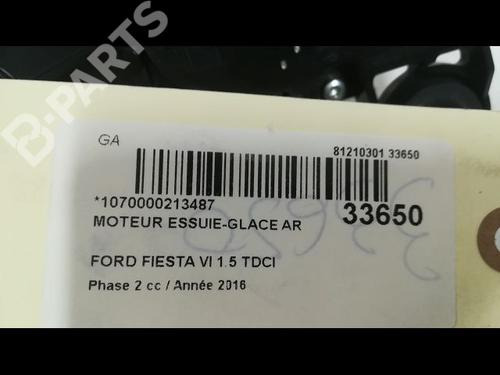 B-PARTS
GA
81210301 33650
*1070000213487
33650
MOTEUR ESSUIE-GLACE AR
FORD FIESTA VI 1.5 TDCI
Phase 2 cc / Année 2016
33650